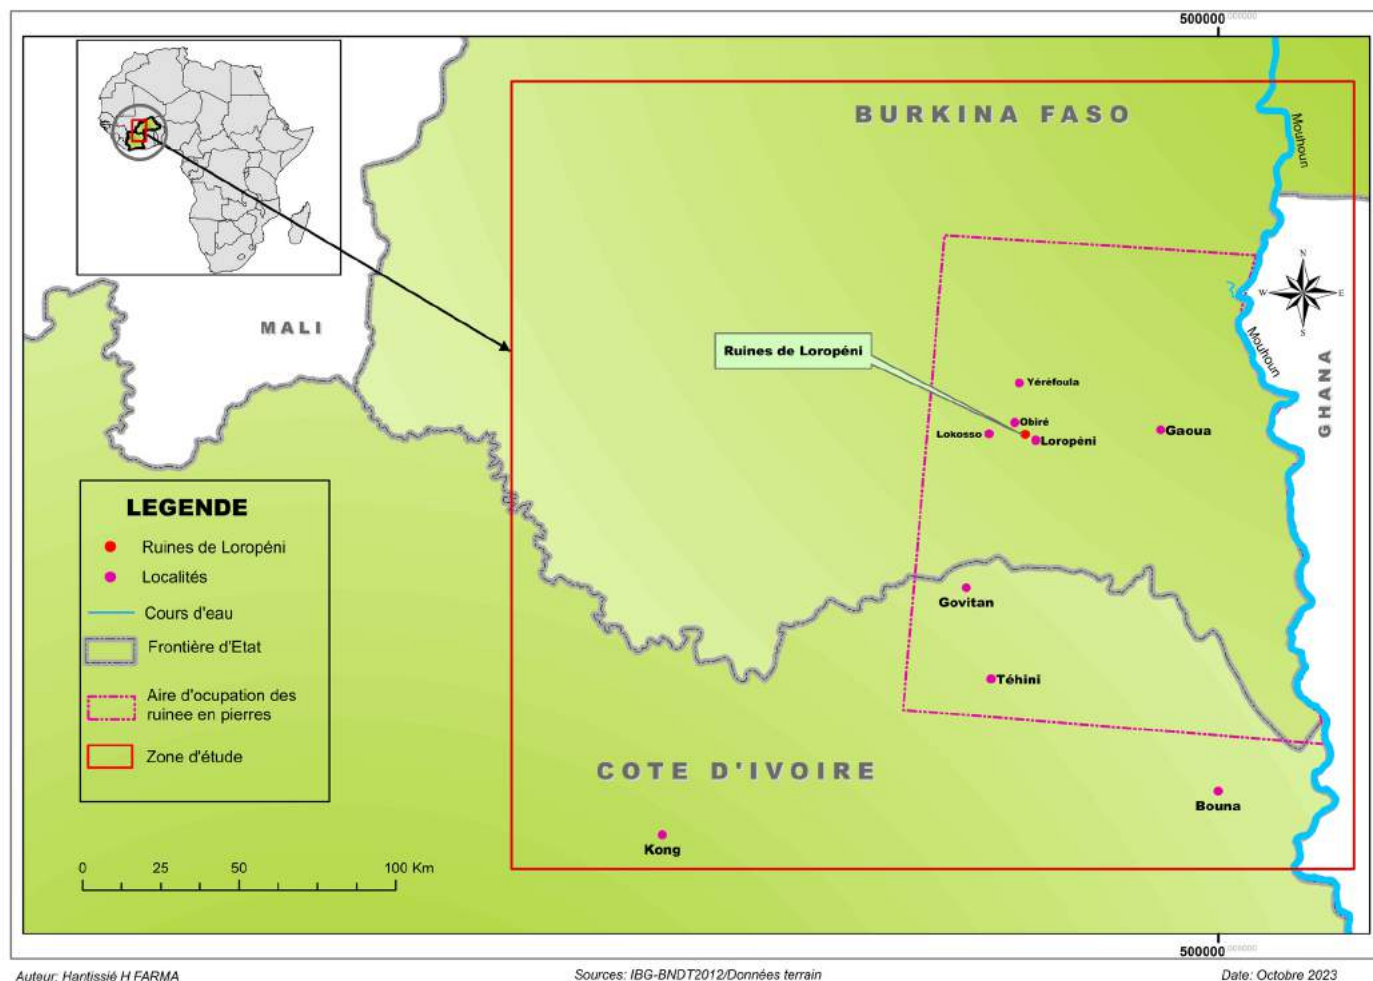 500000
BURKINA FASO
Mouhoun
N
W E
S
MALI
Mouhoun
GHANA
Ruines de Loropéni
Yéréfoula
Obiré
Lokosso
Loropèni
Gaoua
LEGENDE
Ruines de Loropéni
Localités
Cours d'eau
Frontière d'Etat
Aire d'ocupation des
ruinee en pierres
Zone d'étude
Govitan
Téhini
COTE D'IVOIRE
Bouna
Kong
0 25 50 100 Km
500000
Auteur: Hantissié H FARMA Sources: IBG-BNDT2012/Données terrain Date: Octobre 2023